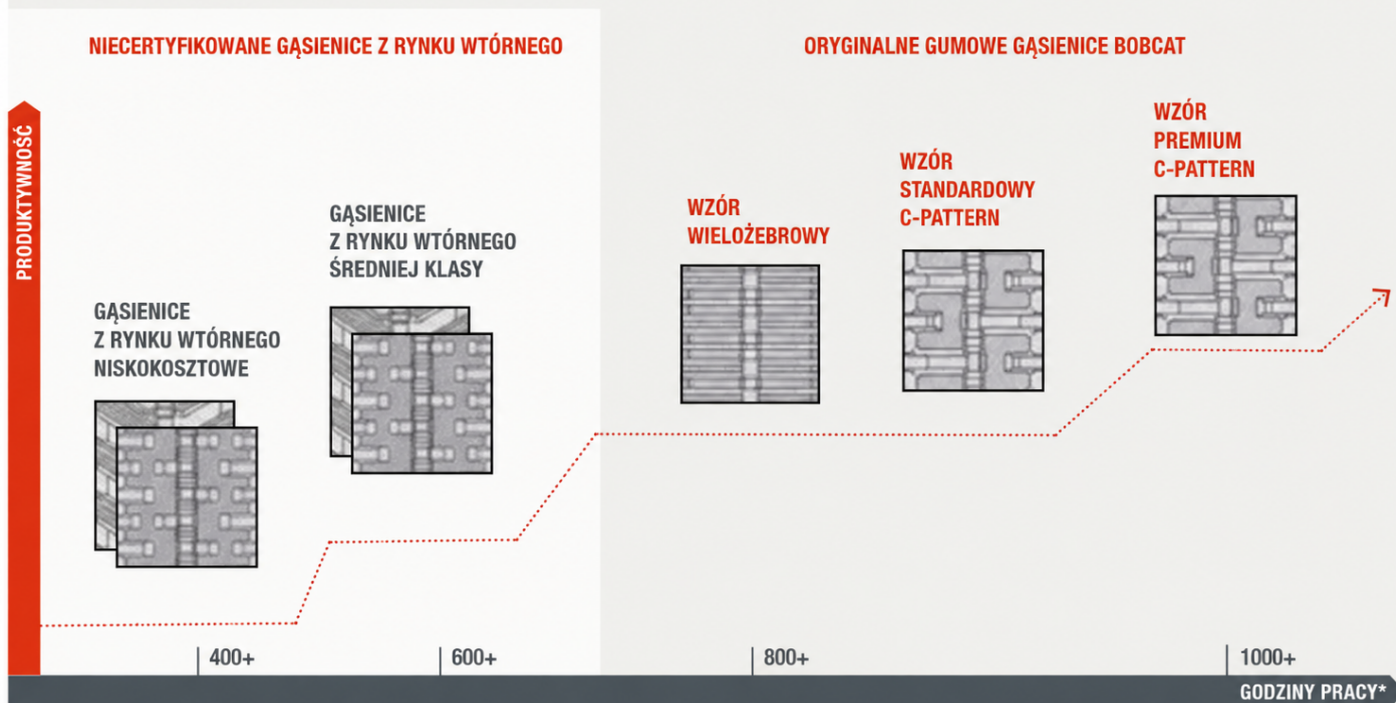 NIECERTYFIKOWANE GĄSIENICE Z RYNKU WTÓRNEGO
ORYGINALNE GUMOWE GĄSIENICE BOBCAT
PRODUKTYWNOŚĆ
GĄSIENICE
Z RYNKU WTÓRNEGO
NISKOKOSZTOWE
GĄSIENICE
Z RYNKU WTÓRNEGO
ŚREDNIEJ KLASY
WZÓR
WIELOŻEBROWY
WZÓR
STANDARDOWY
C-PATTERN
WZÓR
PREMIUM
C-PATTERN
400+
600+
800+
1000+
GODZINY PRACY*